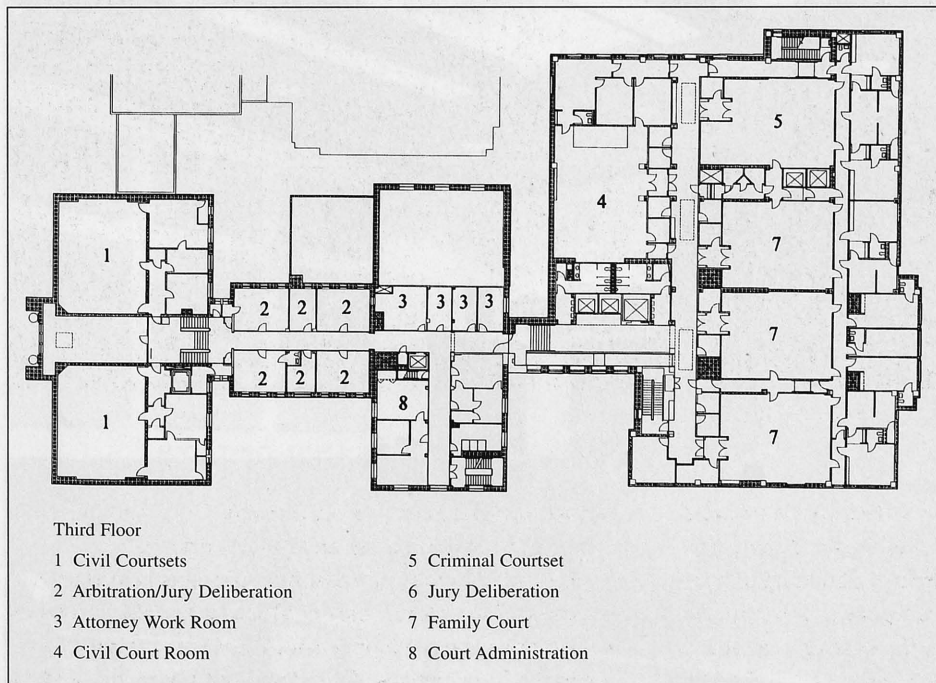 5
4
1
7
2 2 2
3 3 3 3
7
2 2 2
8
1
7
Third Floor
1 Civil Courtsets
2 Arbitration/Jury Deliberation
3 Attorney Work Room
4 Civil Court Room
5 Criminal Courtset
6 Jury Deliberation
7 Family Court
8 Court Administration